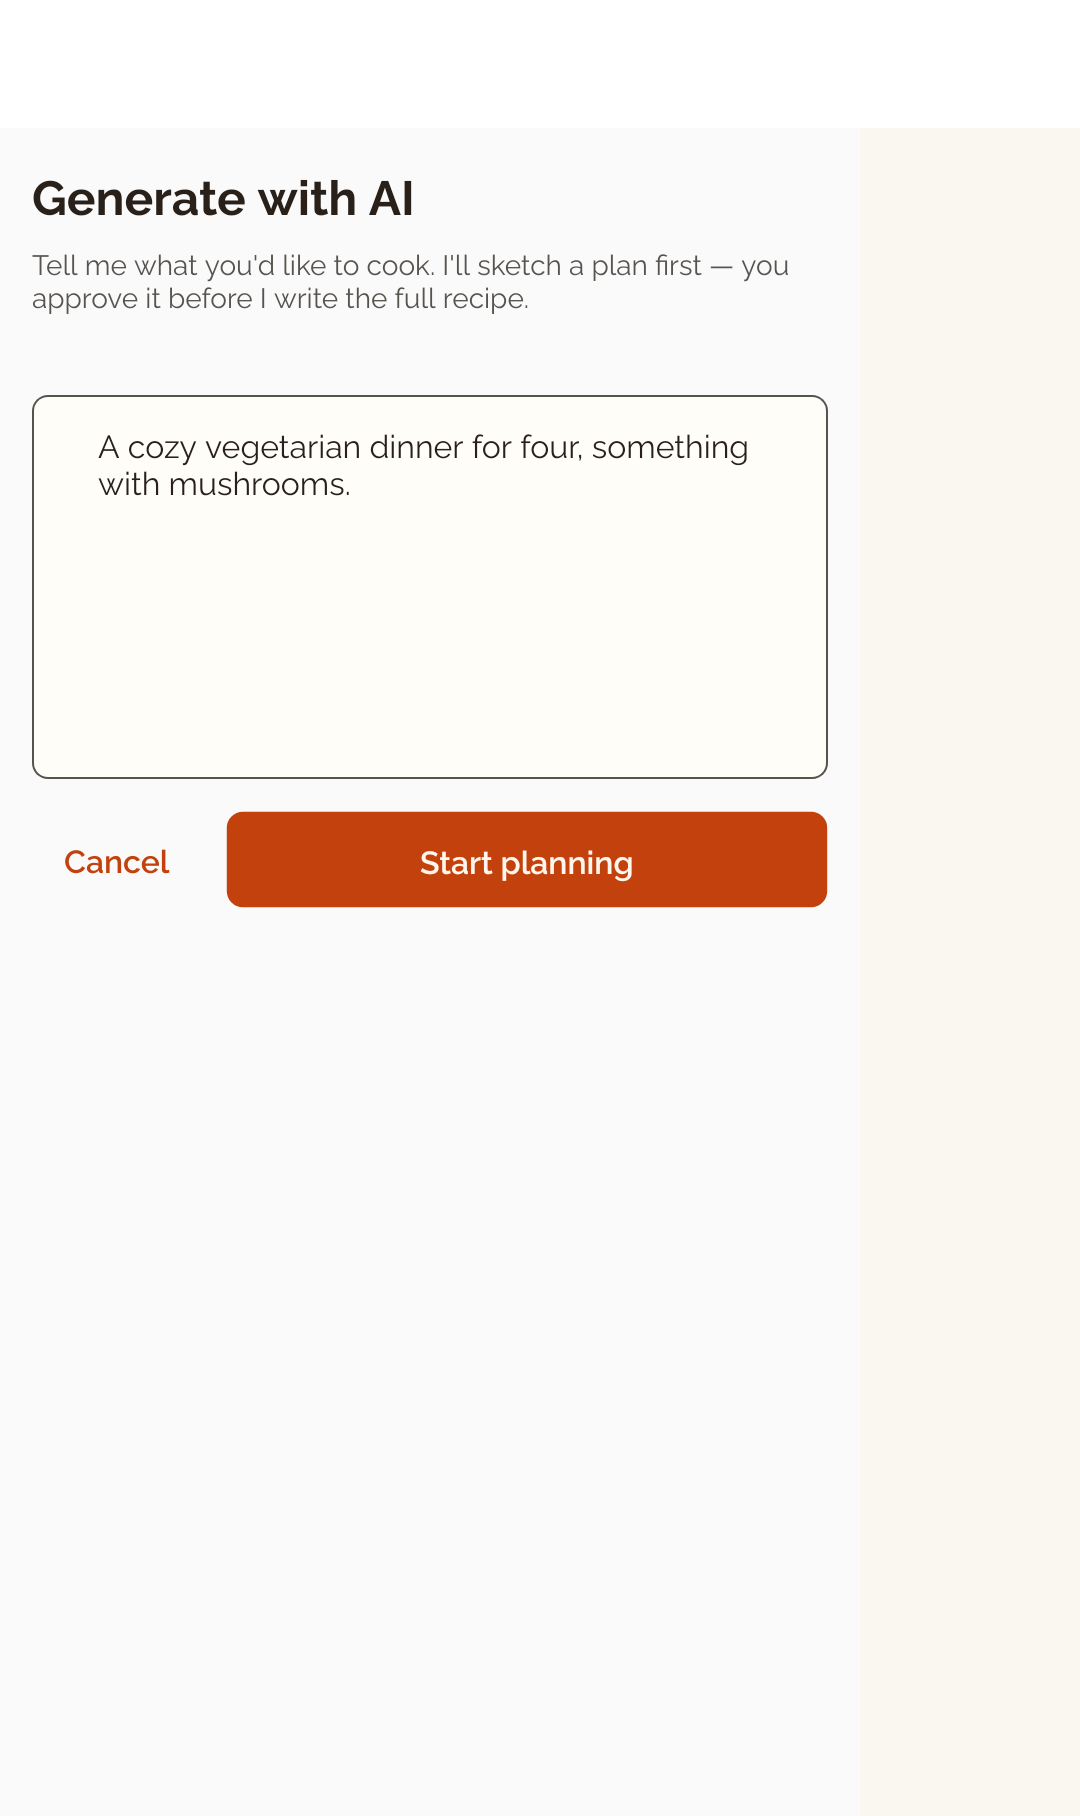 Generate with AI
Tell me what you'd like to cook. I'll sketch a plan first — you
approve it before I write the full recipe.
A cozy vegetarian dinner for four, something
with mushrooms.
Cancel
Start planning